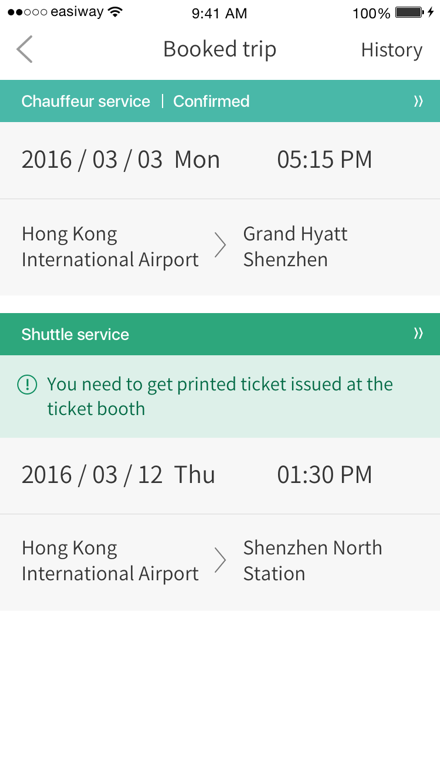 easiway 9:41 AM 100%
Booked trip History
Chauffeur service | Confirmed
2016 / 03 / 03 Mon 05:15 PM
Hong Kong Grand Hyatt
International Airport Shenzhen
Shuttle service
You need to get printed ticket issued at the
ticket booth
2016 / 03 / 12 Thu 01:30 PM
Hong Kong Shenzhen North
International Airport Station